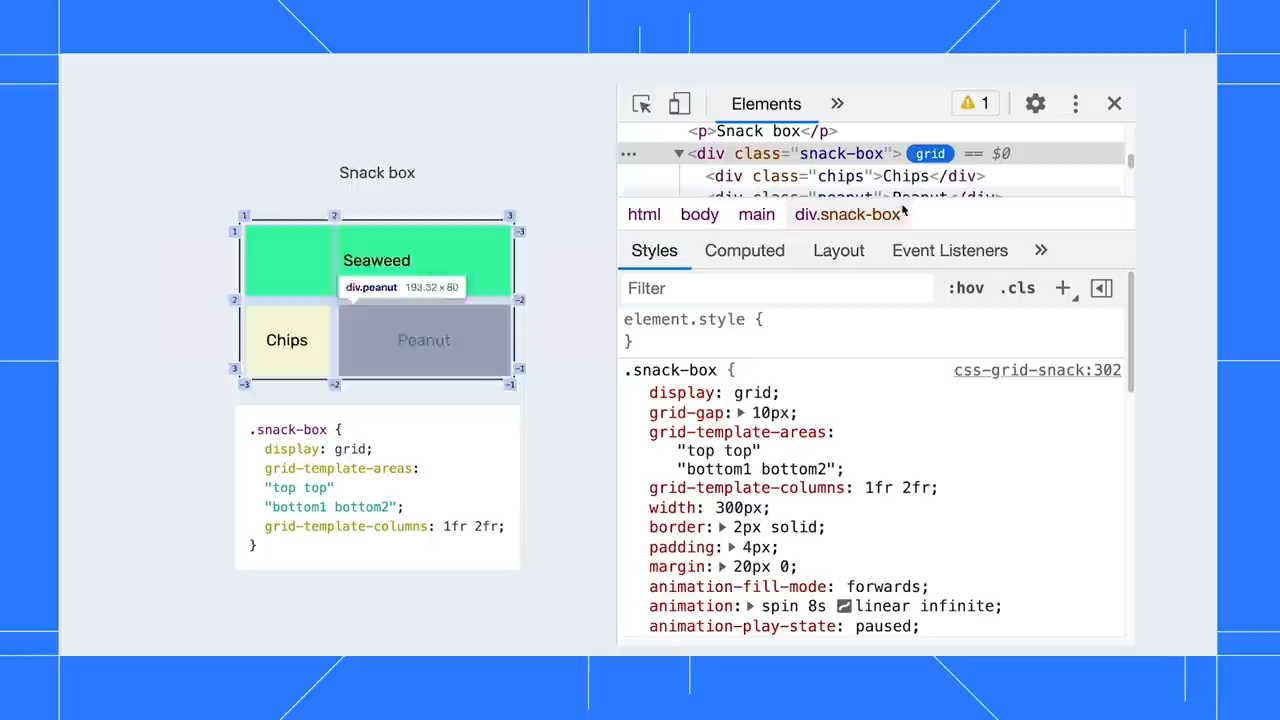 Snack box
1 2 3
1 -3
Seaweed
div.peanut 193.32 × 80
2 -2
Chips Peanut
3 -1
-3 -2 -1
.snack-box {
display: grid;
grid-template-areas:
"top top"
"bottom1 bottom2";
grid-template-columns: 1fr 2fr;
}
Elements » 1
<p>Snack box</p>
<div class="snack-box"> grid == $0
<div class="chips">Chips</div>
<div class="peanut">Peanut</div>
html body main div.snack-box
Styles Computed Layout Event Listeners »
Filter :hov .cls +
element.style {
}
.snack-box { css-grid-snack:302
display: grid;
grid-gap: 10px;
grid-template-areas:
"top top"
"bottom1 bottom2";
grid-template-columns: 1fr 2fr;
width: 300px;
border: 2px solid;
padding: 4px;
margin: 20px 0;
animation-fill-mode: forwards;
animation: spin 8s linear infinite;
animation-play-state: paused;